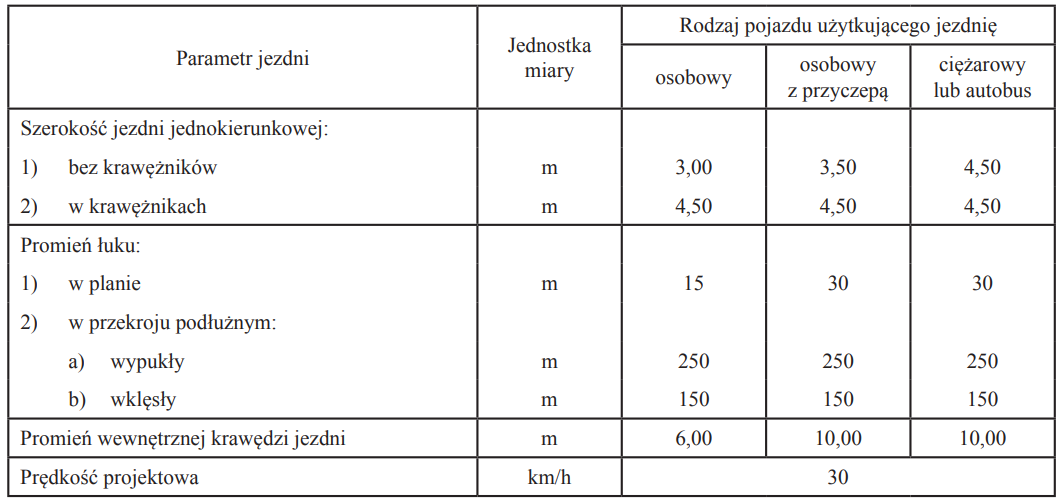 Parametr jezdni
Jednostka
miary
Rodzaj pojazdu użytkującego jezdnię
osobowy
osobowy
z przyczepą
ciężarowy
lub autobus
Szerokość jezdni jednokierunkowej:
1) bez krawężników m 3,00 3,50 4,50
2) w krawężnikach m 4,50 4,50 4,50
Promień łuku:
1) w planie m 15 30 30
2) w przekroju podłużnym:
a) wypukły m 250 250 250
b) wklęsły m 150 150 150
Promień wewnętrznej krawędzi jezdni m 6,00 10,00 10,00
Prędkość projektowa km/h 30